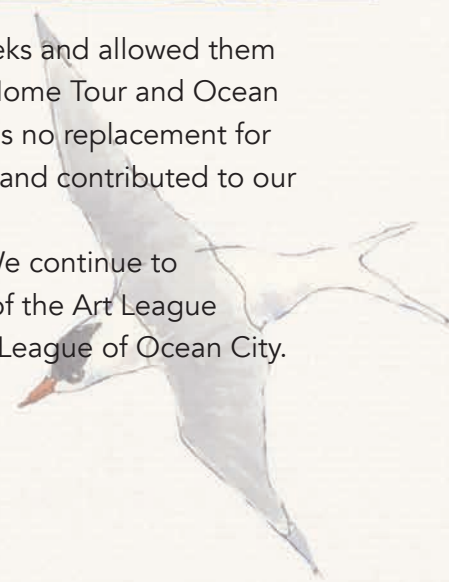 eks and allowed them
Home Tour and Ocean
s no replacement for
and contributed to our
We continue to
of the Art League
League of Ocean City.